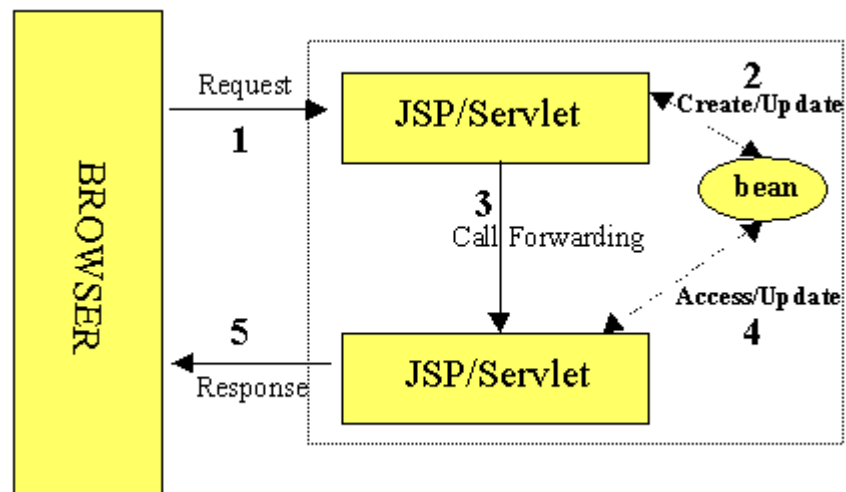 BROWSER
Request
1
JSP/Servlet
2
Create/Update
bean
3
Call Forwarding
Access/Update
4
5
Response
JSP/Servlet